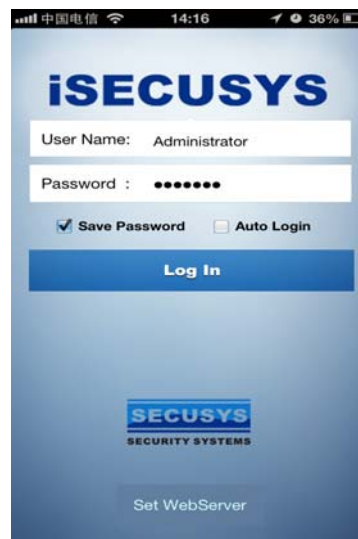 中国电信 14:16 36%
iSECUSYS
User Name: Administrator
Password : •••••••
Save Password Auto Login
Log In
SECUSYS
SECURITY SYSTEMS
Set WebServer